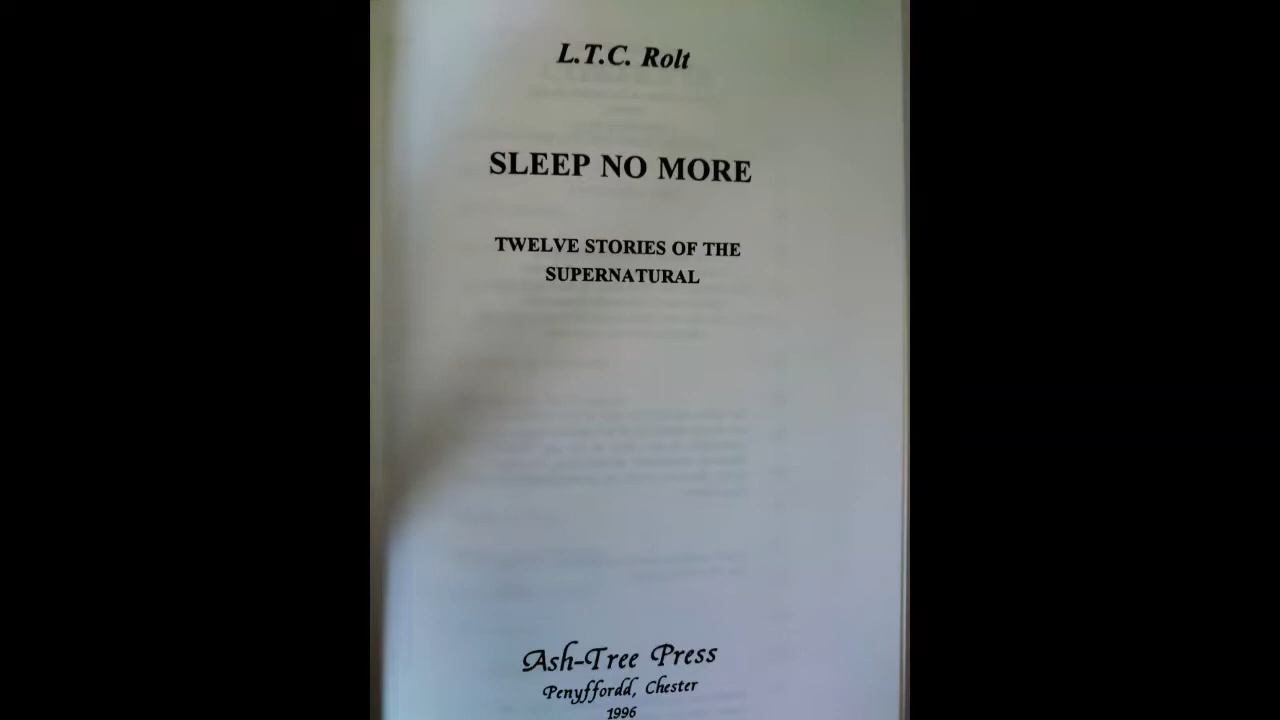 L.T.C. Rolt
SLEEP NO MORE
TWELVE STORIES OF THE
SUPERNATURAL
Ash-Tree Press
Penyffordd, Chester
1996